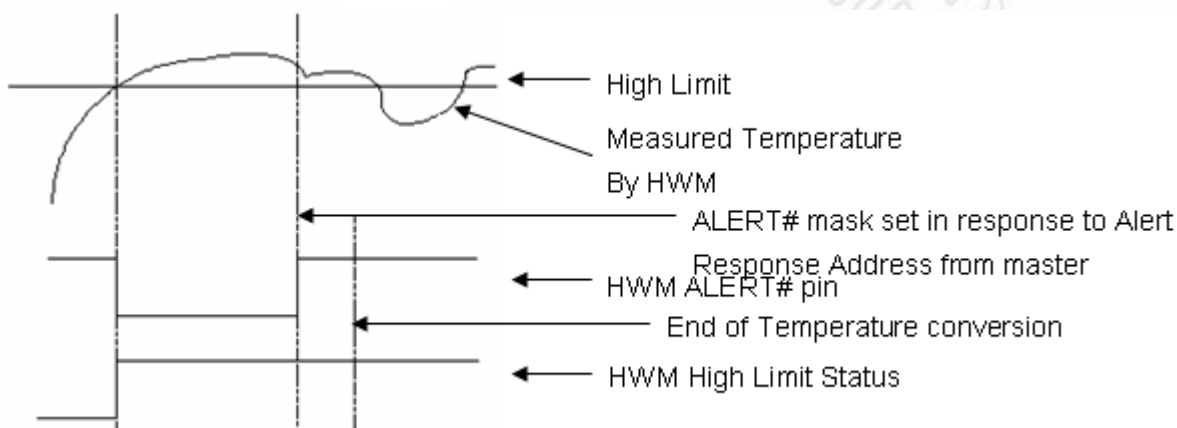 High Limit
Measured Temperature
By HWM
ALERT# mask set in response to Alert
Response Address from master
HWM ALERT# pin
End of Temperature conversion
HWM High Limit Status